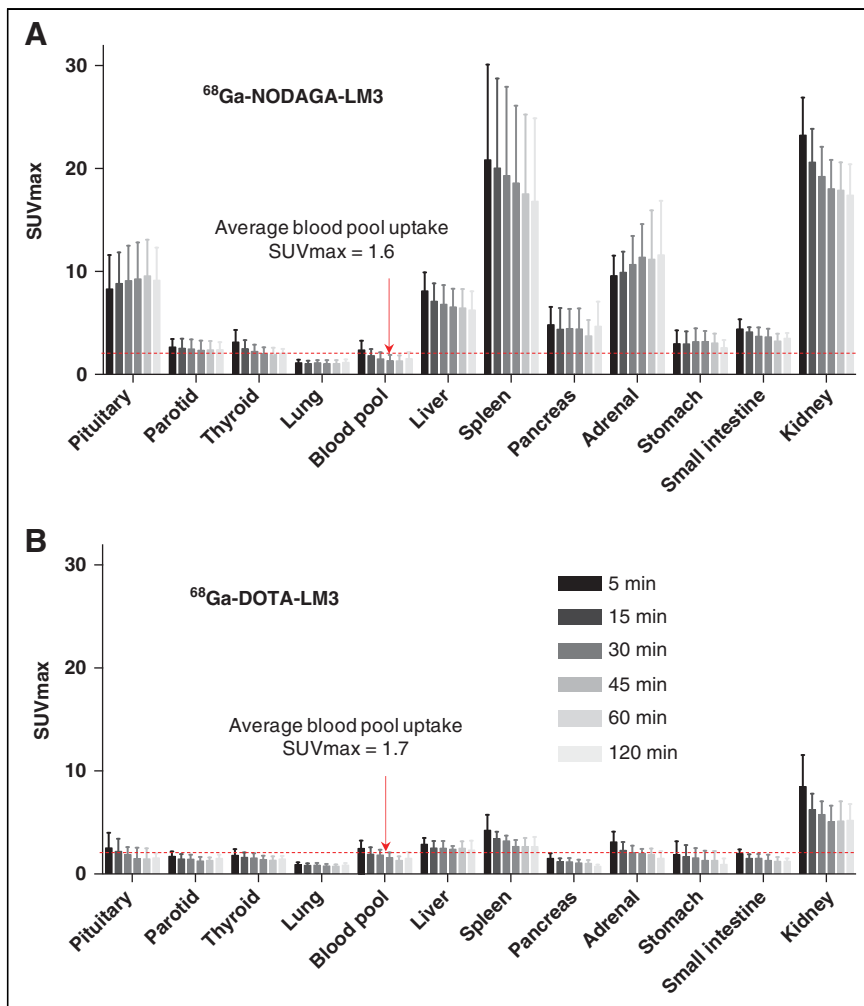 A
⁶⁸Ga-NODAGA-LM3
SUVmax
30
20
10
0
Average blood pool uptake
SUVmax = 1.6
Pituitary
Parotid
Thyroid
Lung
Blood pool
Liver
Spleen
Pancreas
Adrenal
Stomach
Small intestine
Kidney
B
⁶⁸Ga-DOTA-LM3
SUVmax
30
20
10
0
Average blood pool uptake
SUVmax = 1.7
5 min
15 min
30 min
45 min
60 min
120 min
Pituitary
Parotid
Thyroid
Lung
Blood pool
Liver
Spleen
Pancreas
Adrenal
Stomach
Small intestine
Kidney